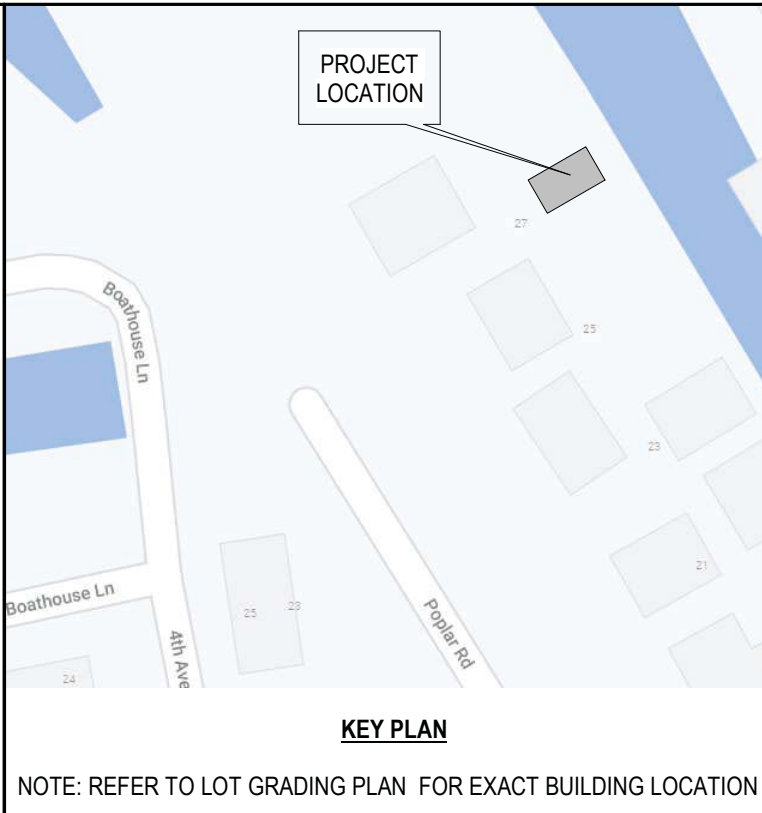 PROJECT
LOCATION
27
Boathouse Ln
25
23
21
Boathouse Ln
25
23
Poplar Rd
4th Ave
24
KEY PLAN
NOTE: REFER TO LOT GRADING PLAN FOR EXACT BUILDING LOCATION